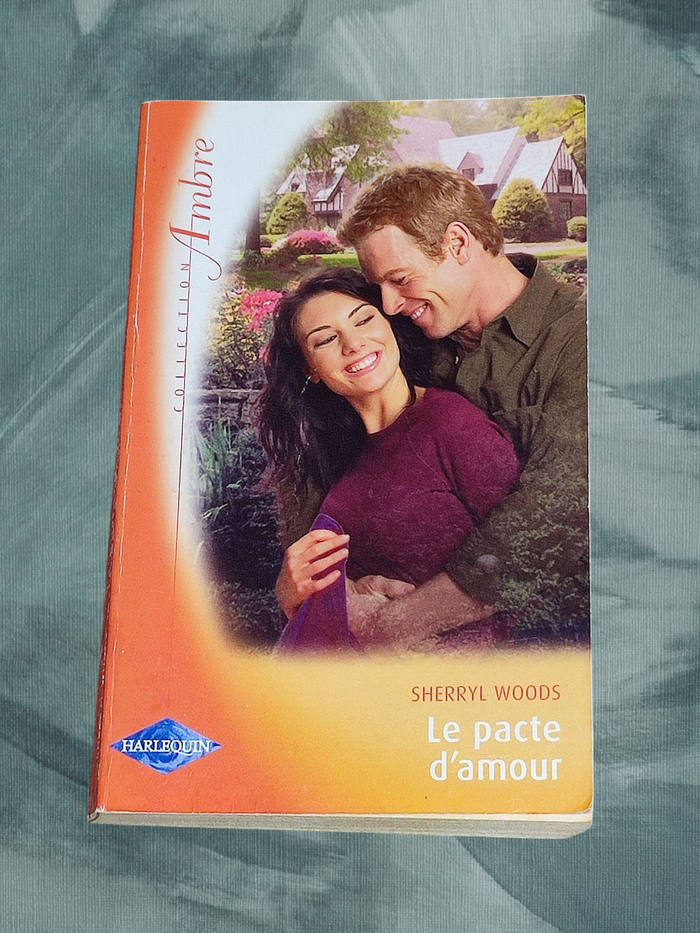 COLLECTION Ambre
SHERRYL WOODS
Le pacte
d'amour
HARLEQUIN